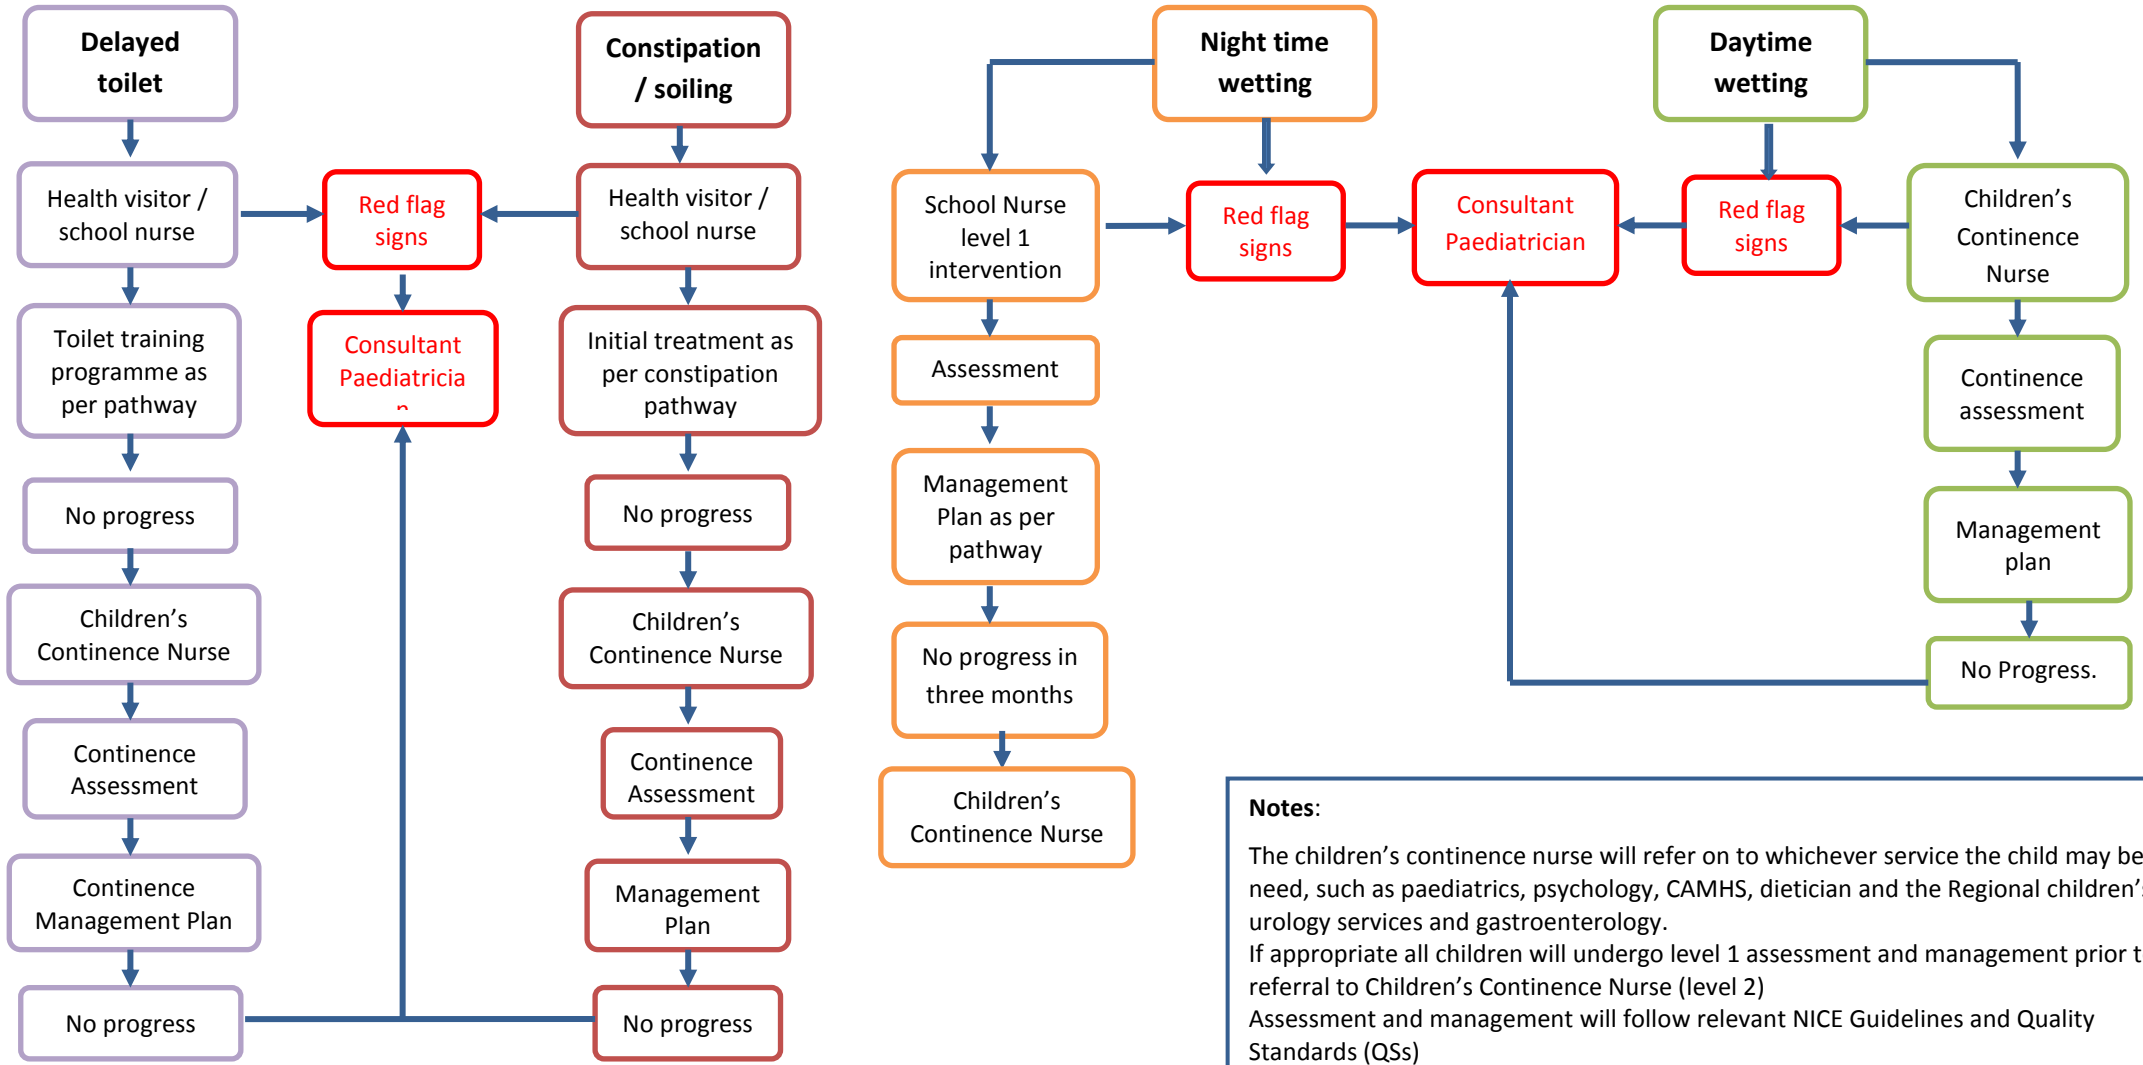 Delayed
toilet
Health visitor /
school nurse
Toilet training
programme as
per pathway
No progress
Children’s
Continence Nurse
Continence
Assessment
Continence
Management Plan
No progress
Red flag
signs
Consultant
Paediatricia
n
Constipation
/ soiling
Health visitor /
school nurse
Initial treatment as
per constipation
pathway
No progress
Children’s
Continence Nurse
Continence
Assessment
Management
Plan
No progress
Night time
wetting
School Nurse
level 1
intervention
Assessment
Management
Plan as per
pathway
No progress in
three months
Children’s
Continence Nurse
Red flag
signs
Consultant
Paediatrician
Daytime
wetting
Red flag
signs
Children’s
Continence
Nurse
Continence
assessment
Management
plan
No Progress.
Notes:
The children’s continence nurse will refer on to whichever service the child may be
need, such as paediatrics, psychology, CAMHS, dietician and the Regional children’s
urology services and gastroenterology.
If appropriate all children will undergo level 1 assessment and management prior t
referral to Children’s Continence Nurse (level 2)
Assessment and management will follow relevant NICE Guidelines and Quality
Standards (QSs)